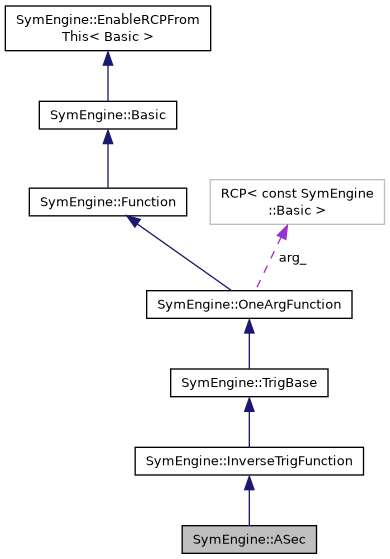 SymEngine::EnableRCPFrom
This< Basic >
SymEngine::Basic
SymEngine::Function
RCP< const SymEngine
::Basic >
arg_
SymEngine::OneArgFunction
SymEngine::TrigBase
SymEngine::InverseTrigFunction
SymEngine::ASec